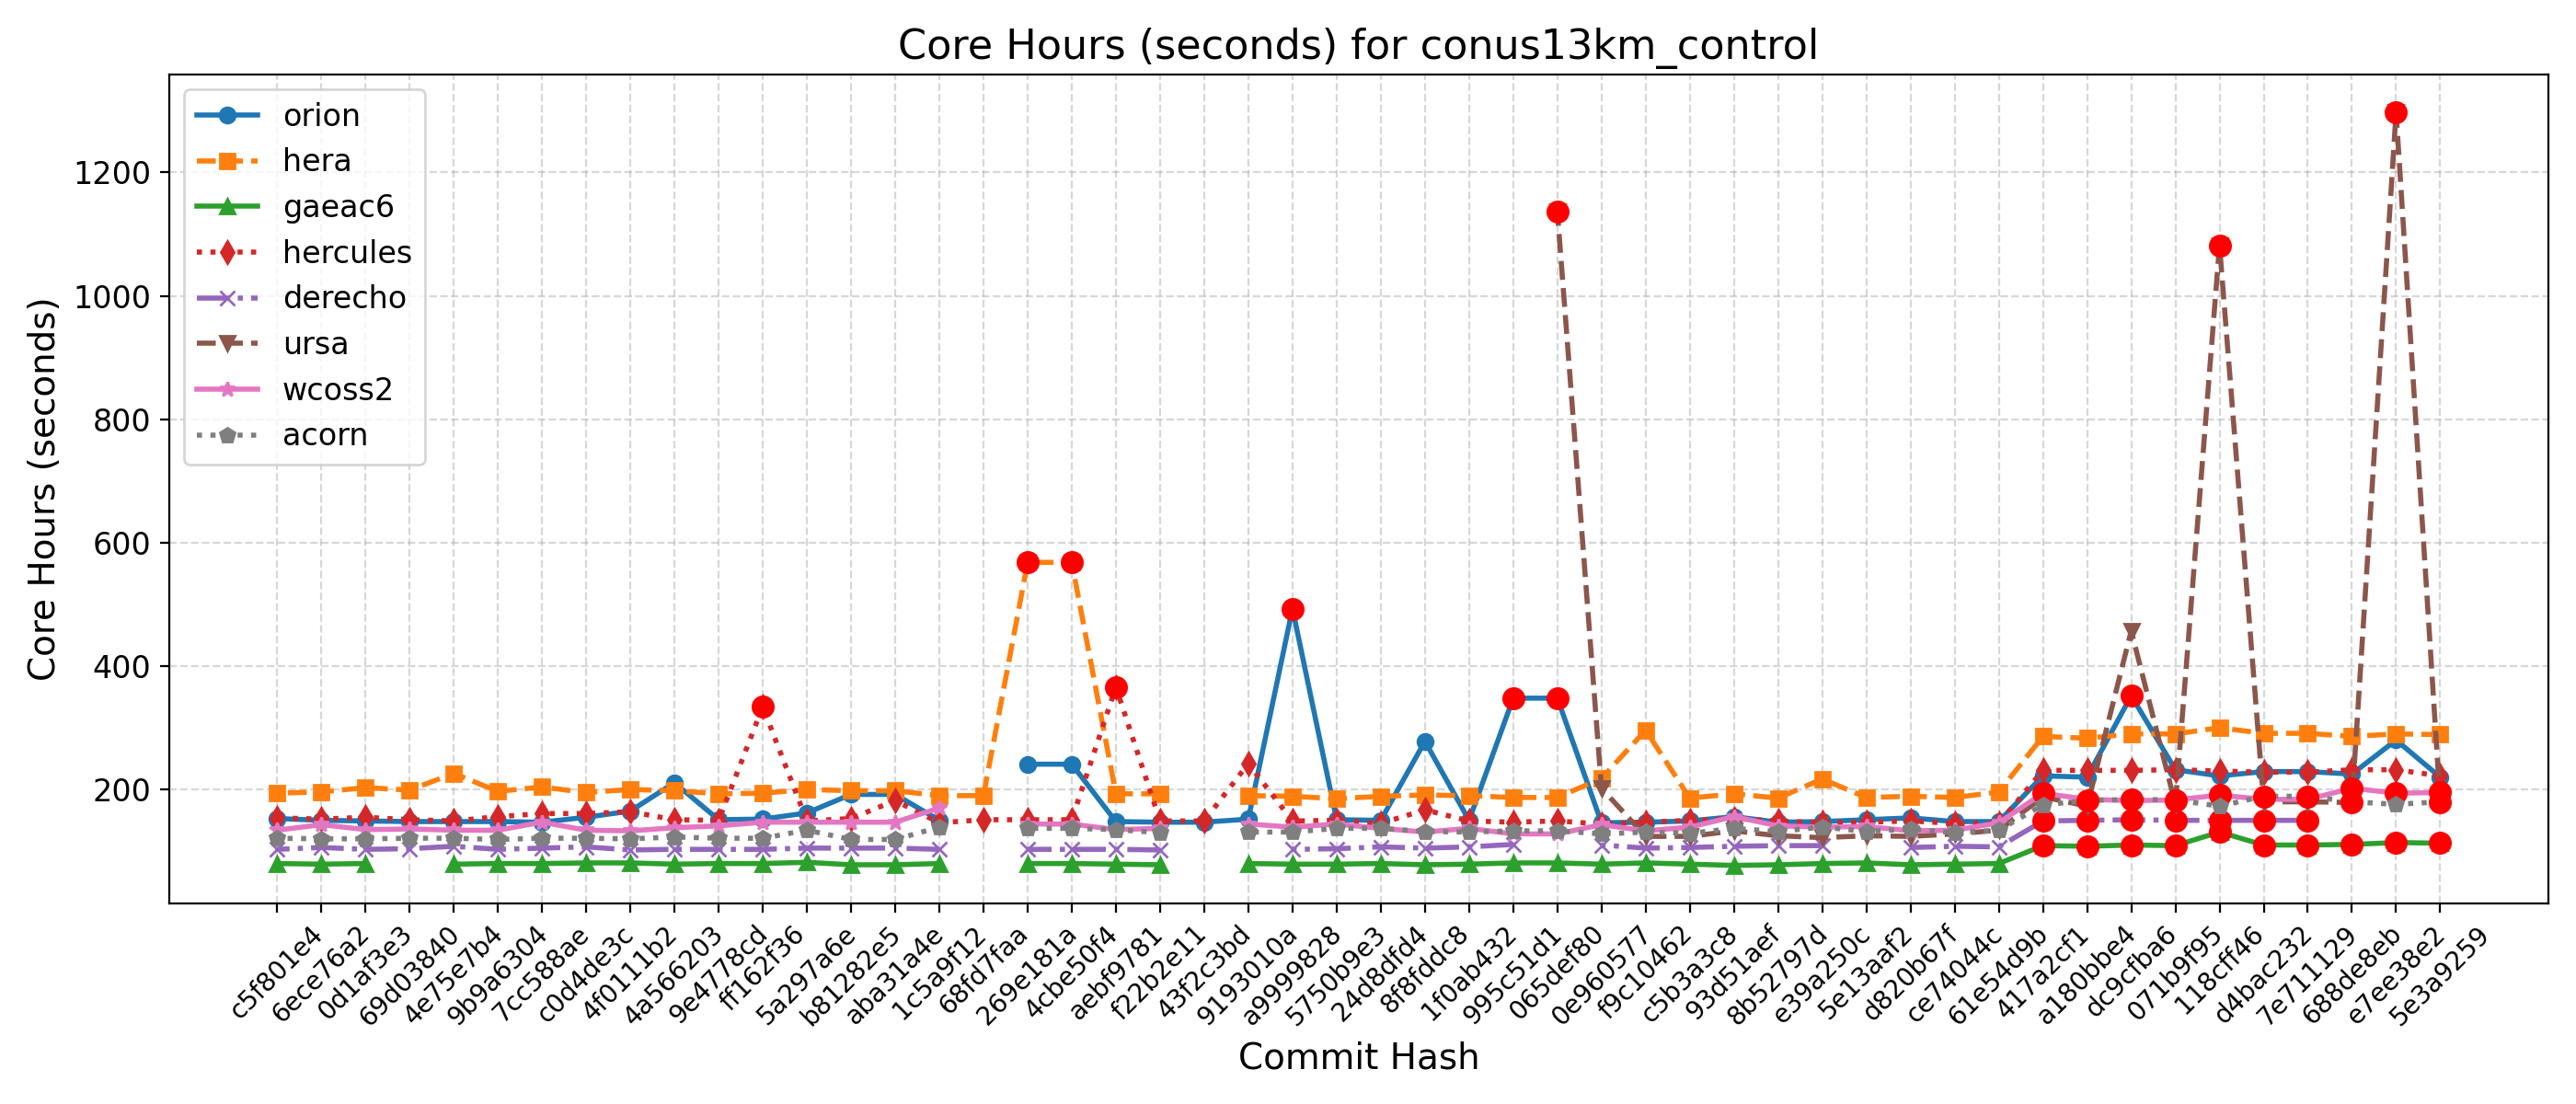 Core Hours (seconds) for conus13km_control
Core Hours (seconds)
1200
1000
800
600
400
200
orion
hera
gaeac6
hercules
derecho
ursa
wcoss2
acorn
c5f801e4
6ece76a2
0d1af3e3
69d03840
4e75e7b4
9b9a6304
7cc588ae
c0d4de3c
4f0111b2
4a566203
9e4778cd
ff162f36
5a297a6e
b81282e5
aba31a4e
1c5a9f12
68fd7faa
269e181a
4cbe50f4
aebf9781
f22b2e11
43f2c3bd
9193010a
a9999828
5750b9e3
24d8dfd4
8f8fddc8
1f0ab432
995c51d1
065def80
0e960577
f9c10462
c5b3a3c8
93d51aef
8b52797d
e39a250c
5e13aaf2
d820b67f
ce74044c
61e54d9b
417a2cf1
a180bbe4
dc9cfba6
071b9f95
118cff46
d4bac232
7e711129
688de8eb
e7ee38e2
5e3a9259
Commit Hash